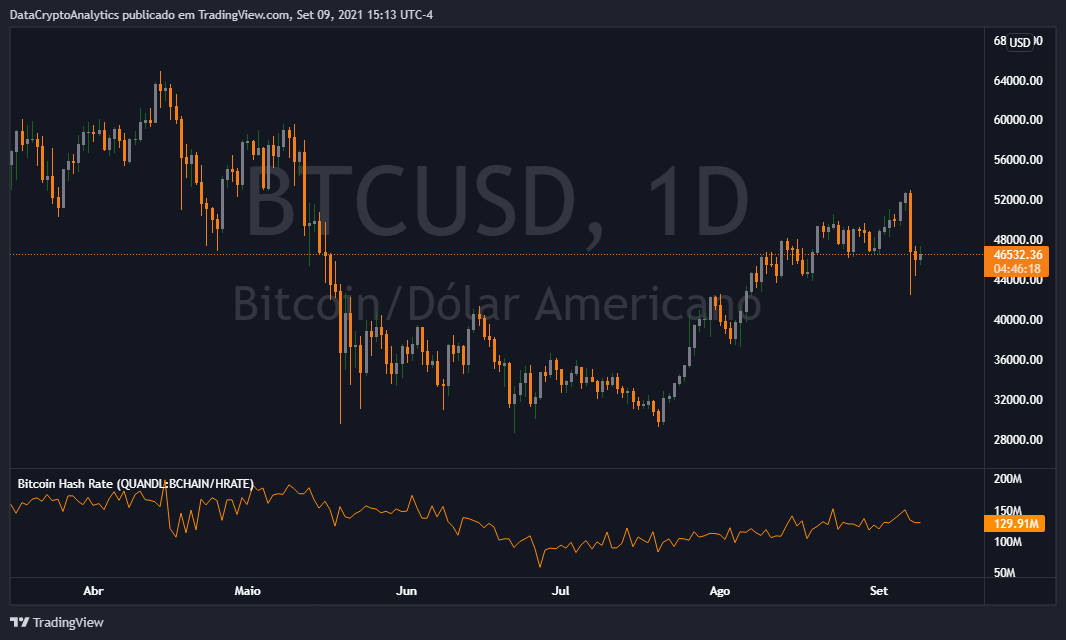 DataCryptoAnalytics publicado em TradingView.com, Set 09, 2021 15:13 UTC-4
BTCUSD, 1D
Bitcoin/Dólar Americano
USD
64000.00
60000.00
56000.00
52000.00
48000.00
46532.36
04:46:18
44000.00
40000.00
36000.00
32000.00
28000.00
Bitcoin Hash Rate (QUANDL:BCHAIN/HRATE)
200M
150M
129.91M
100M
50M
Abr Maio Jun Jul Ago Set
TradingView